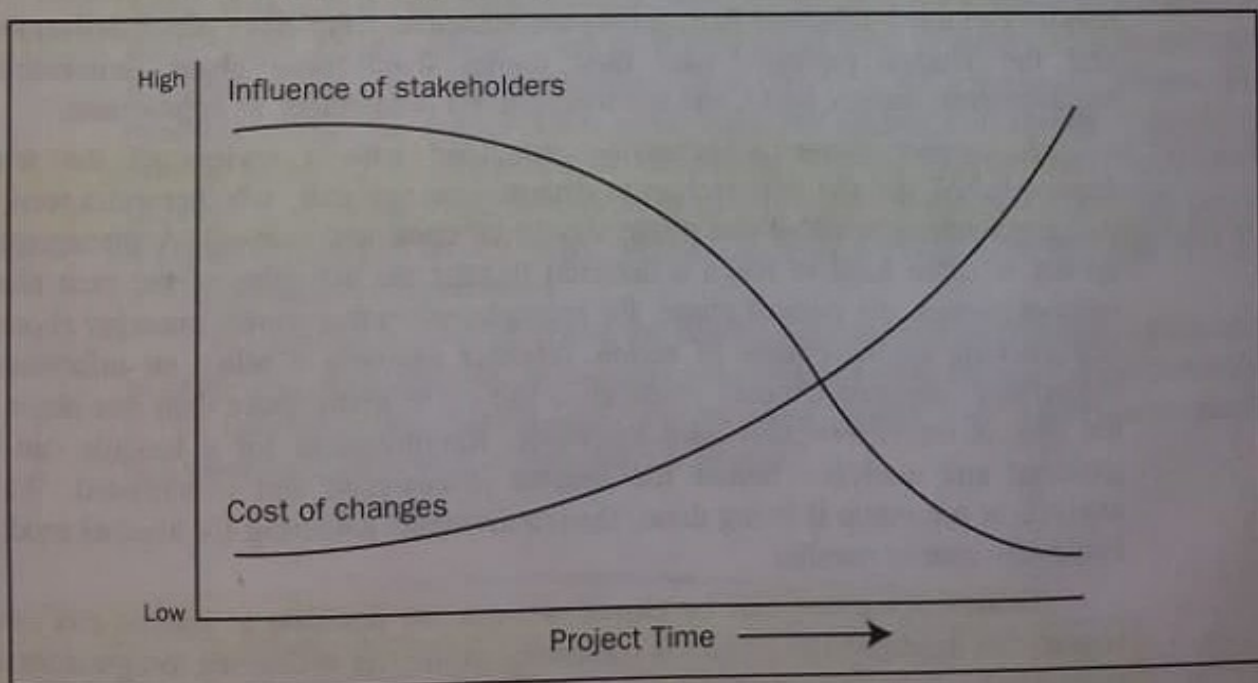 High
Influence of stakeholders
Cost of changes
Low
Project Time